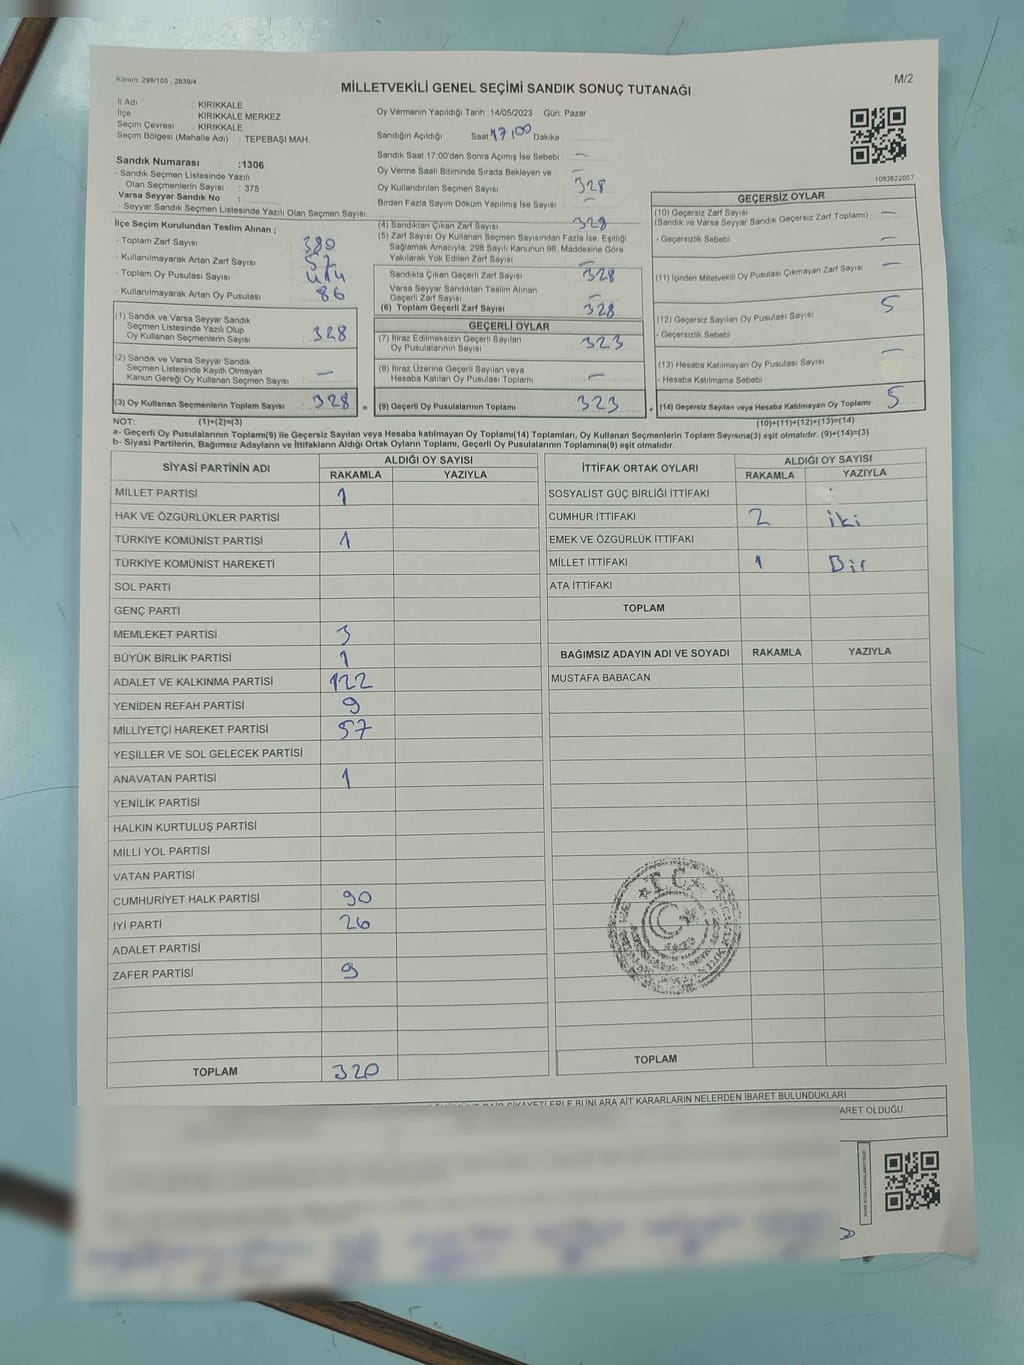 Kanun: 298/105 , 2839/4
M/2
MİLLETVEKİLİ GENEL SEÇİMİ SANDIK SONUÇ TUTANAĞI
İl Adı : KIRIKKALE
İlçe : KIRIKKALE MERKEZ
Seçim Çevresi : KIRIKKALE
Seçim Bölgesi (Mahalle Adı) : TEPEBAŞI MAH.
Oy Vermenin Yapıldığı Tarih :14/05/2023 Gün: Pazar
Sandığın Açıldığı Saat 17:00 Dakika :
Sandık Saat 17:00'den Sonra Açılmış İse Sebebi : —
Oy Verme Saati Bitiminde Sırada Bekleyen ve : —
Oy Kullandırılan Seçmen Sayısı 328
Birden Fazla Sayım Döküm Yapılmış İse Sayısı : —
Sandık Numarası :1306
- Sandık Seçmen Listesinde Yazılı
Olan Seçmenlerin Sayısı : 375
Varsa Seyyar Sandık No :
- Seyyar Sandık Seçmen Listesinde Yazılı Olan Seçmen Sayısı
1083622057
İlçe Seçim Kurulundan Teslim Alınan ;
- Toplam Zarf Sayısı : 380
- Kullanılmayarak Artan Zarf Sayısı : 52
- Toplam Oy Pusulası Sayısı : 414
- Kullanılmayarak Artan Oy Pusulası : 86
(1) Sandık ve Varsa Seyyar Sandık
Seçmen Listesinde Yazılı Olup
Oy Kullanan Seçmenlerin Sayısı : 328
(2) Sandık ve Varsa Seyyar Sandık
Seçmen Listesinde Kayıtlı Olmayan
Kanun Gereği Oy Kullanan Seçmen Sayısı : —
(3) Oy Kullanan Seçmenlerin Toplam Sayısı : 328 =
(4) Sandıktan Çıkan Zarf Sayısı : 328
(5) Zarf Sayısı Oy Kullanan Seçmen Sayısından Fazla İse, Eşitliği
Sağlamak Amacıyla, 298 Sayılı Kanunun 98. Maddesine Göre
Yakılarak Yok Edilen Zarf Sayısı : —
Sandıkta Çıkan Geçerli Zarf Sayısı : 328
Varsa Seyyar Sandıktan Teslim Alınan
Geçerli Zarf Sayısı : —
(6) Toplam Geçerli Zarf Sayısı : 328
GEÇERLİ OYLAR
(7) İtiraz Edilmeksizin Geçerli Sayılan
Oy Pusulalarının Sayısı : 323
(8) İtiraz Üzerine Geçerli Sayılan veya
Hesaba Katılan Oy Pusulası Toplamı : —
(9) Geçerli Oy Pusulalarının Toplamı : 323 +
GEÇERSİZ OYLAR
(10) Geçersiz Zarf Sayısı : —
(Sandık ve Varsa Seyyar Sandık Geçersiz Zarf Toplamı)
- Geçersizlik Sebebi : —
(11) İçinden Milletvekili Oy Pusulası Çıkmayan Zarf Sayısı : —
(12) Geçersiz Sayılan Oy Pusulası Sayısı : 5
- Geçersizlik Sebebi :
(13) Hesaba Katılmayan Oy Pusulası Sayısı : —
- Hesaba Katılmama Sebebi :
(14) Geçersiz Sayılan veya Hesaba Katılmayan Oy Toplamı : 5
NOT: (1)+(2)=(3) (10)+(11)+(12)+(13)=(14)
a- Geçerli Oy Pusulalarının Toplamı(9) ile Geçersiz Sayılan veya Hesaba katılmayan Oy Toplamı(14) Toplamları, Oy Kullanan Seçmenlerin Toplam Sayısına(3) eşit olmalıdır. (9)+(14)=(3)
b- Siyasi Partilerin, Bağımsız Adayların ve İttifakların Aldığı Ortak Oyların Toplamı, Geçerli Oy Pusulalarının Toplamına(9) eşit olmalıdır.
SİYASİ PARTİNİN ADI ALDIĞI OY SAYISI
RAKAMLA YAZIYLA
MİLLET PARTİSİ 1
HAK VE ÖZGÜRLÜKLER PARTİSİ
TÜRKİYE KOMÜNİST PARTİSİ 1
TÜRKİYE KOMÜNİST HAREKETİ
SOL PARTİ
GENÇ PARTİ
MEMLEKET PARTİSİ 3
BÜYÜK BİRLİK PARTİSİ 1
ADALET VE KALKINMA PARTİSİ 122
YENİDEN REFAH PARTİSİ 9
MİLLİYETÇİ HAREKET PARTİSİ 57
YEŞİLLER VE SOL GELECEK PARTİSİ
ANAVATAN PARTİSİ 1
YENİLİK PARTİSİ
HALKIN KURTULUŞ PARTİSİ
MİLLİ YOL PARTİSİ
VATAN PARTİSİ
CUMHURİYET HALK PARTİSİ 90
İYİ PARTİ 26
ADALET PARTİSİ
ZAFER PARTİSİ 9
TOPLAM 320
İTTİFAK ORTAK OYLARI ALDIĞI OY SAYISI
RAKAMLA YAZIYLA
SOSYALİST GÜÇ BİRLİĞİ İTTİFAKI
CUMHUR İTTİFAKI 2 iki
EMEK VE ÖZGÜRLÜK İTTİFAKI
MİLLET İTTİFAKI 1 Bir
ATA İTTİFAKI
TOPLAM
BAĞIMSIZ ADAYIN ADI VE SOYADI RAKAMLA YAZIYLA
MUSTAFA BABACAN
T.C.
TOPLAM
BUNLARA AİT KARARLARIN NELERDEN İBARET BULUNDUKLARI
ARET OLDUĞU